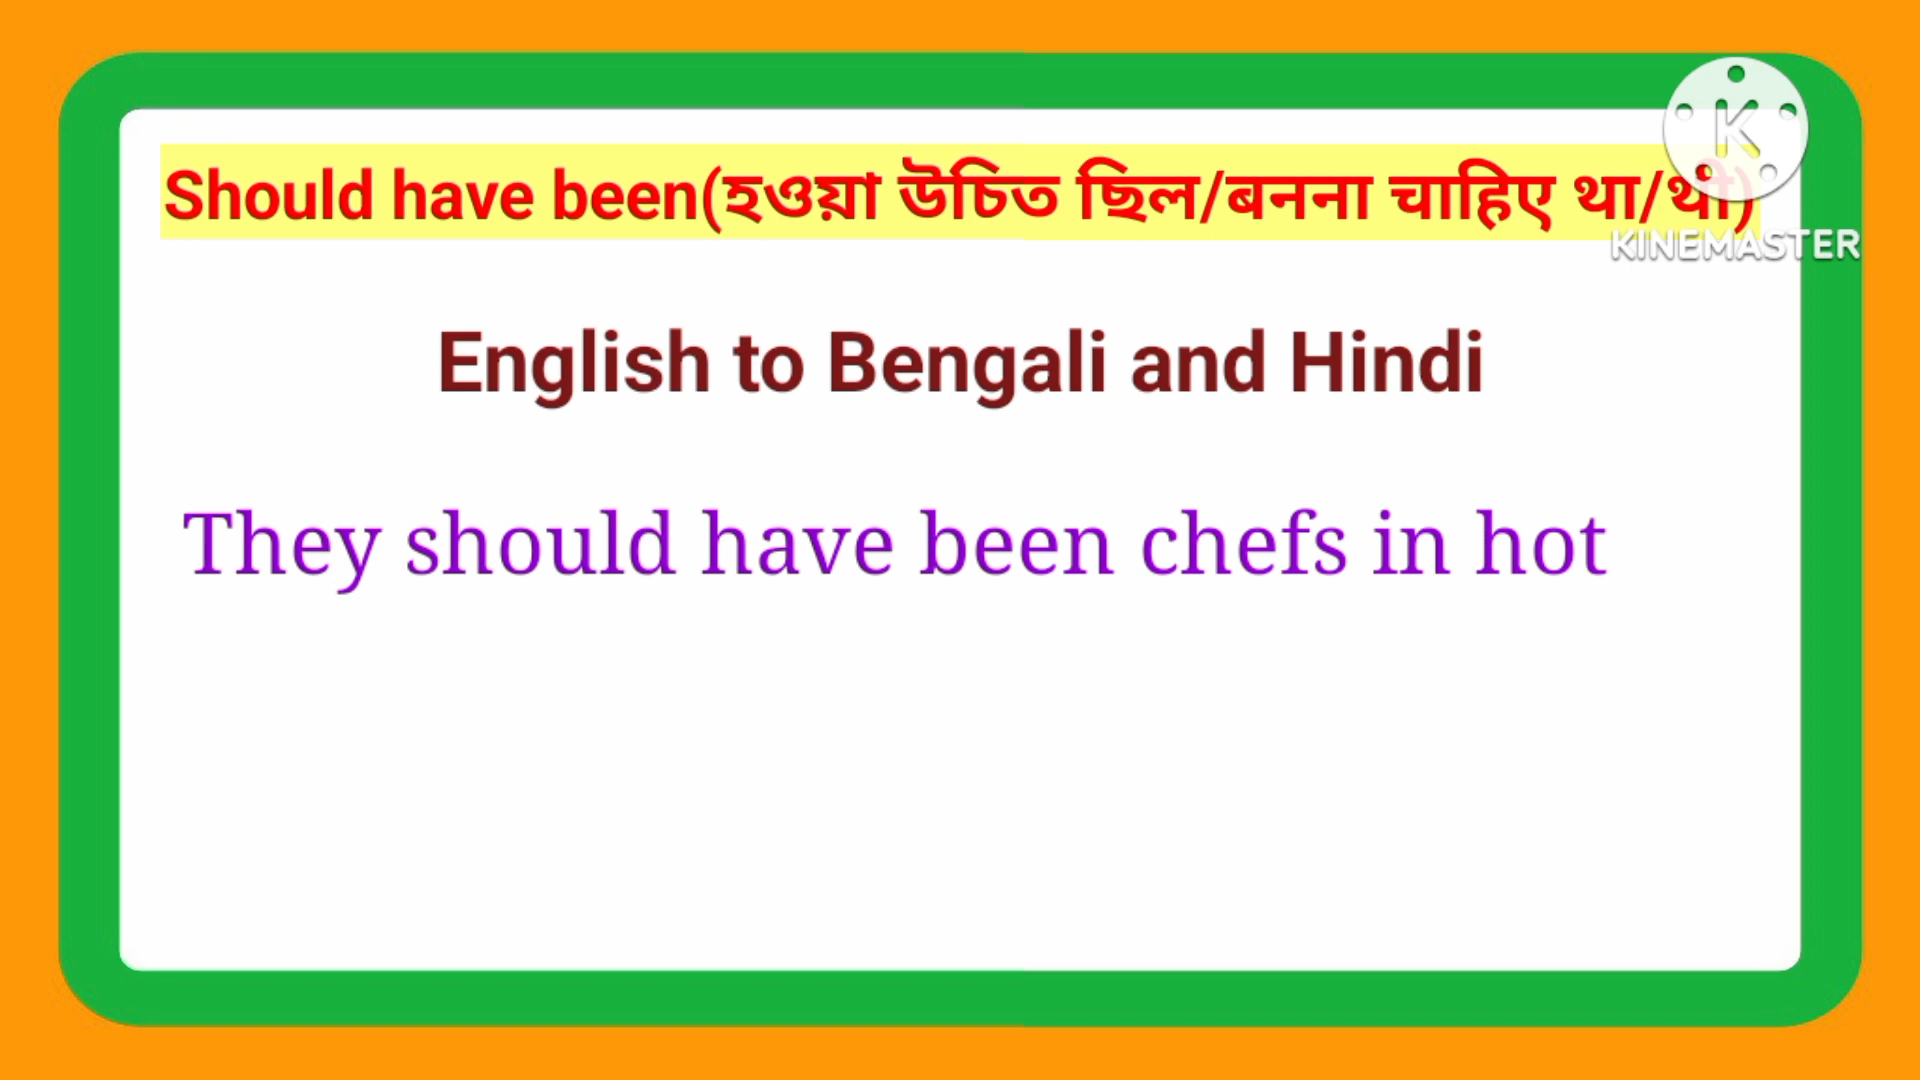 Should have been(হওয়া উচিত ছিল/बनना चाहिए था/थी)
K
KINEMASTER
English to Bengali and Hindi
They should have been chefs in hot